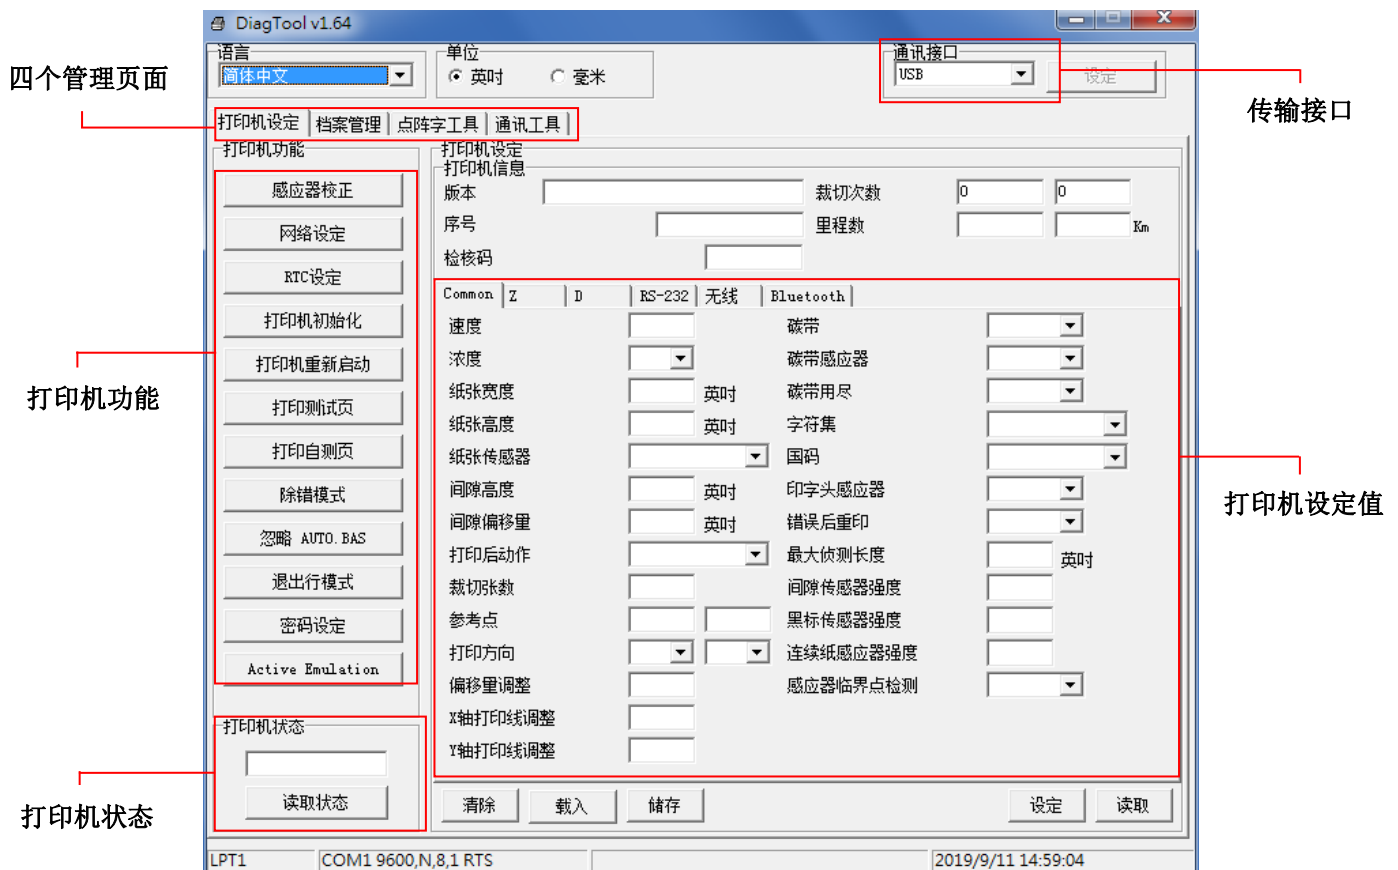 DiagTool v1.64
语言
简体中文
单位
英吋
毫米
通讯接口
USB
设定
四个管理页面
传输接口
打印机设定 档案管理 点阵字工具 通讯工具
打印机功能
感应器校正
网络设定
RTC设定
打印机初始化
打印机重新启动
打印测试页
打印自测页
除错模式
忽略 AUTO.BAS
退出行模式
密码设定
Active Emulation
打印机功能
打印机状态
读取状态
打印机状态
打印机设定
打印机信息
版本
裁切次数 0 0
序号
里程数 Km
检核码
Common Z D RS-232 无线 Bluetooth
速度
碳带
浓度
碳带感应器
纸张宽度 英吋
碳带用尽
纸张高度 英吋
字符集
纸张传感器
国码
间隙高度 英吋
印字头感应器
间隙偏移量 英吋
错误后重印
打印后动作
最大侦测长度 英吋
裁切张数
间隙传感器强度
参考点
黑标传感器强度
打印方向
连续纸感应器强度
偏移量调整
感应器临界点检测
X轴打印线调整
Y轴打印线调整
打印机设定值
清除 载入 储存 设定 读取
LPT1 COM1 9600,N,8,1 RTS 2019/9/11 14:59:04